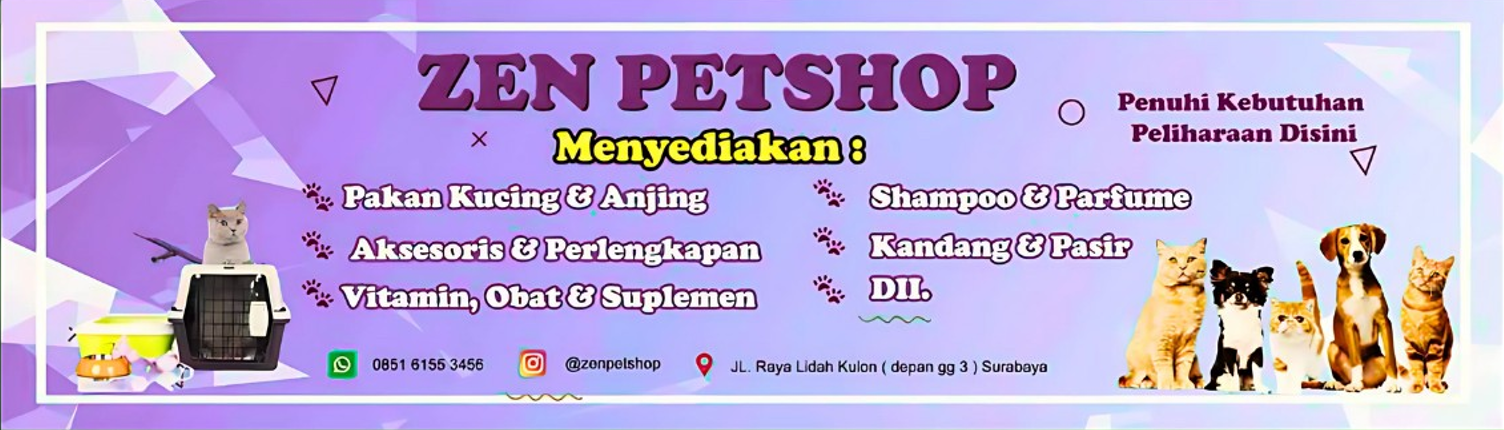 ZEN PETSHOP
Penuhi Kebutuhan
Peliharaan Disini
Menyediakan :
Pakan Kucing & Anjing
Aksesoris & Perlengkapan
Vitamin, Obat & Suplemen
Shampoo & Parfume
Kandang & Pasir
Dll.
0851 6155 3456
@zenpetshop
JL. Raya Lidah Kulon ( depan gg 3 ) Surabaya